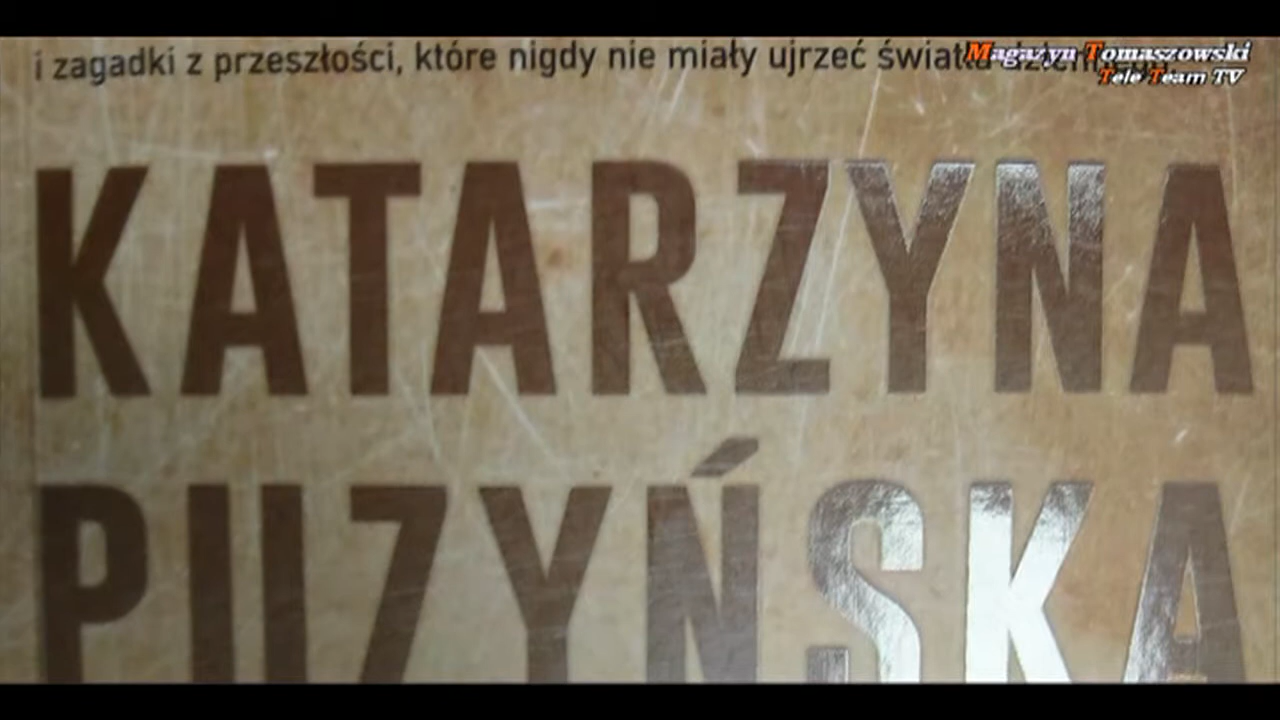 i zagadki z przeszłości, które nigdy nie miały ujrzeć światła
Magazyn Tomaszowski
Tele Team TV
KATARZYNA
PUZYŃSKA